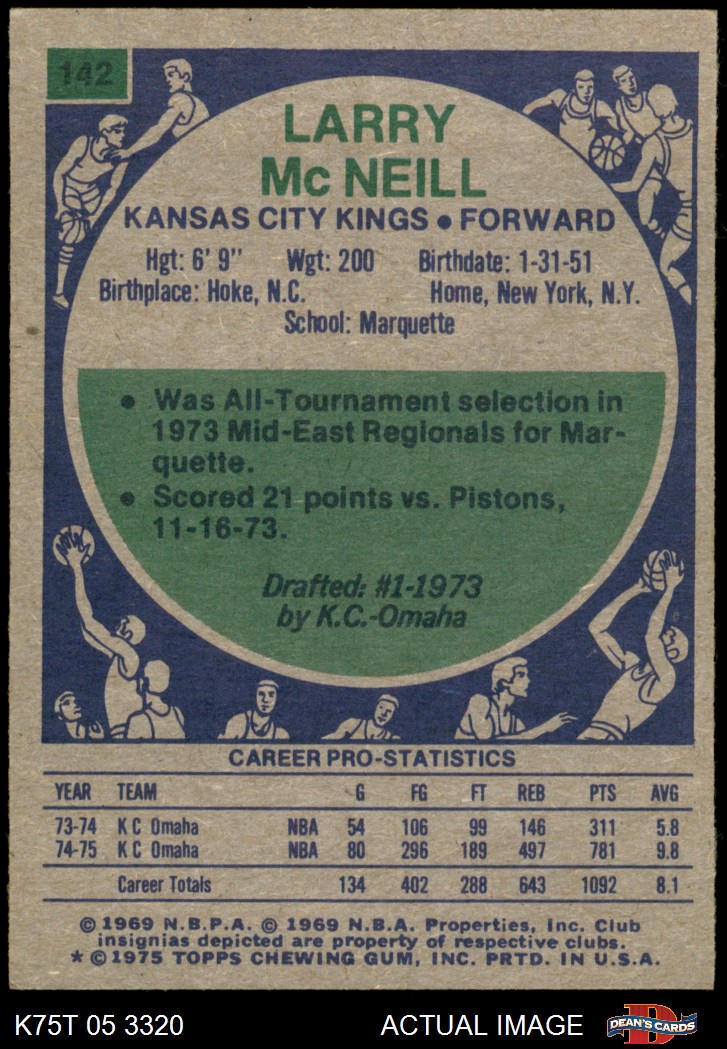 142
LARRY
Mc NEILL
KANSAS CITY KINGS • FORWARD
Hgt: 6' 9" Wgt: 200 Birthdate: 1-31-51
Birthplace: Hoke, N.C. Home, New York, N.Y.
School: Marquette
• Was All-Tournament selection in
1973 Mid-East Regionals for Mar-
quette.
• Scored 21 points vs. Pistons,
11-16-73.
Drafted: #1-1973
by K.C.-Omaha
CAREER PRO-STATISTICS
YEAR TEAM G FG FT REB PTS AVG
73-74 K C Omaha NBA 54 106 99 146 311 5.8
74-75 K C Omaha NBA 80 296 189 497 781 9.8
Career Totals 134 402 288 643 1092 8.1
© 1969 N.B.P.A. © 1969 N.B.A. Properties, Inc. Club
insignias depicted are property of respective clubs.
* © 1975 TOPPS CHEWING GUM, INC. PRTD. IN U.S.A.
K75T 05 3320 ACTUAL IMAGE DEAN'S CARDS